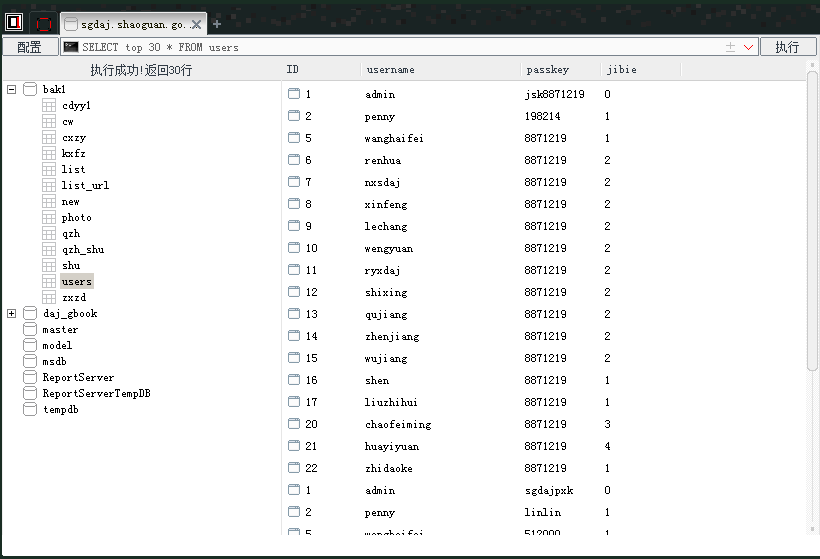 sgdaj.shaoguan.go..
配置 SELECT top 30 * FROM users 执行
执行成功!返回30行
bak1
cdyy1
cw
cxzy
kxfz
list
list_url
new
photo
qzh
qzh_shu
shu
users
zxzd
daj_gbook
master
model
msdb
ReportServer
ReportServerTempDB
tempdb
ID username passkey jibie
1 admin jsk8871219 0
2 penny 198214 1
5 wanghaifei 8871219 1
6 renhua 8871219 2
7 nxsdaj 8871219 2
8 xinfeng 8871219 2
9 lechang 8871219 2
10 wengyuan 8871219 2
11 ryxdaj 8871219 2
12 shixing 8871219 2
13 qujiang 8871219 2
14 zhenjiang 8871219 2
15 wujiang 8871219 2
16 shen 8871219 1
17 liuzhihui 8871219 1
20 chaofeiming 8871219 3
21 huayiyuan 8871219 4
22 zhidaoke 8871219 1
1 admin sgdajpxk 0
2 penny linlin 1
5 wanghaifei 512000 1